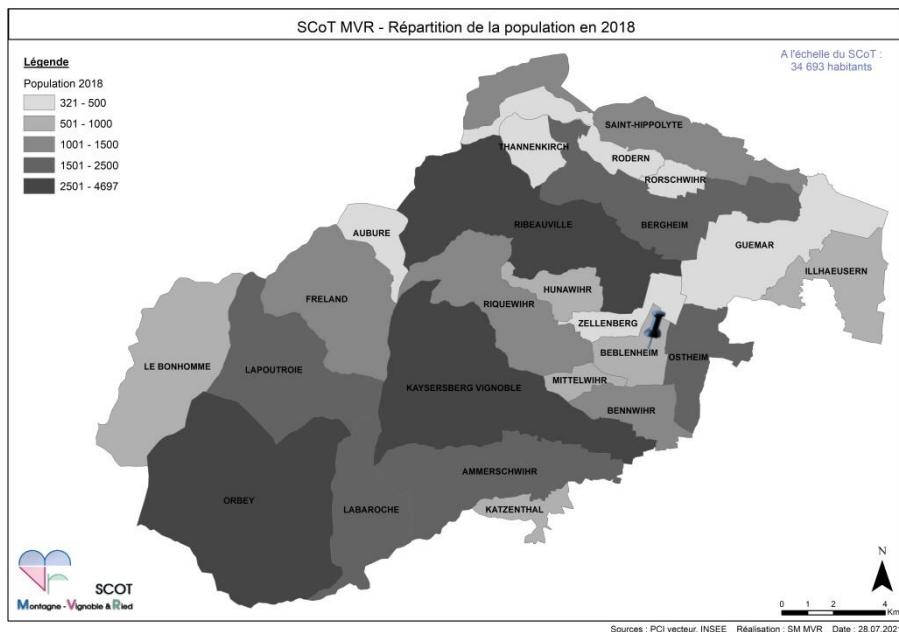 SCoT MVR - Répartition de la population en 2018
A l'échelle du SCoT :
34 693 habitants
Légende
Population 2018
321 - 500
501 - 1000
1001 - 1500
1501 - 2500
2501 - 4697
SAINT-HIPPOLYTE
THANNENKIRCH
RODERN
RORSCHWIHR
AUBURE
RIBEAUVILLE
BERGHEIM
GUEMAR
ILLHAEUSERN
FRELAND
HUNAWIHR
RIQUEWIHR
ZELLENBERG
LE BONHOMME
LAPOUTROIE
BEBLENHEIM
OSTHEIM
KAYSERSBERG VIGNOBLE
MITTELWIHR
BENNWIHR
AMMERSCHWIHR
ORBEY
LABAROCHE
KATZENTHAL
N
0 1 2 4
Km
SCOT
Montagne - Vignoble & Ried
Sources : PCI vecteur, INSEE Réalisation : SM MVR Date : 28.07.2021